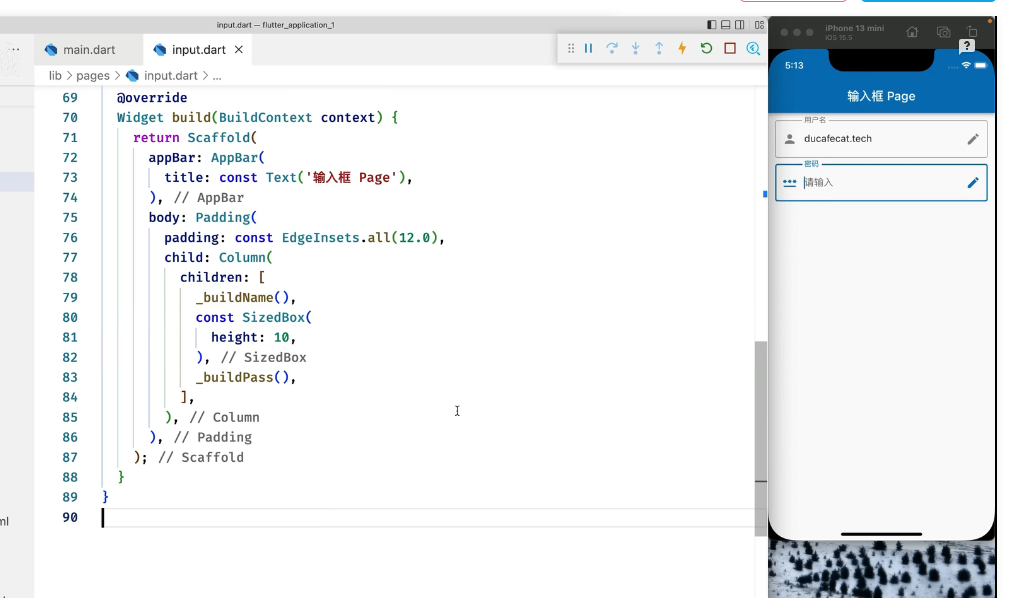 input.dart — flutter_application_1
main.dart
input.dart
lib > pages > input.dart > ...
69 @override
70 Widget build(BuildContext context) {
71 return Scaffold(
72 appBar: AppBar(
73 title: const Text('输入框 Page'),
74 ), // AppBar
75 body: Padding(
76 padding: const EdgeInsets.all(12.0),
77 child: Column(
78 children: [
79 _buildName(),
80 const SizedBox(
81 height: 10,
82 ), // SizedBox
83 _buildPass(),
84 ],
85 ), // Column
86 ), // Padding
87 ); // Scaffold
88 }
89 }
90
ml
iPhone 13 mini
iOS 15.5
?
5:13
输入框 Page
用户名
ducafecat.tech
密码
请输入